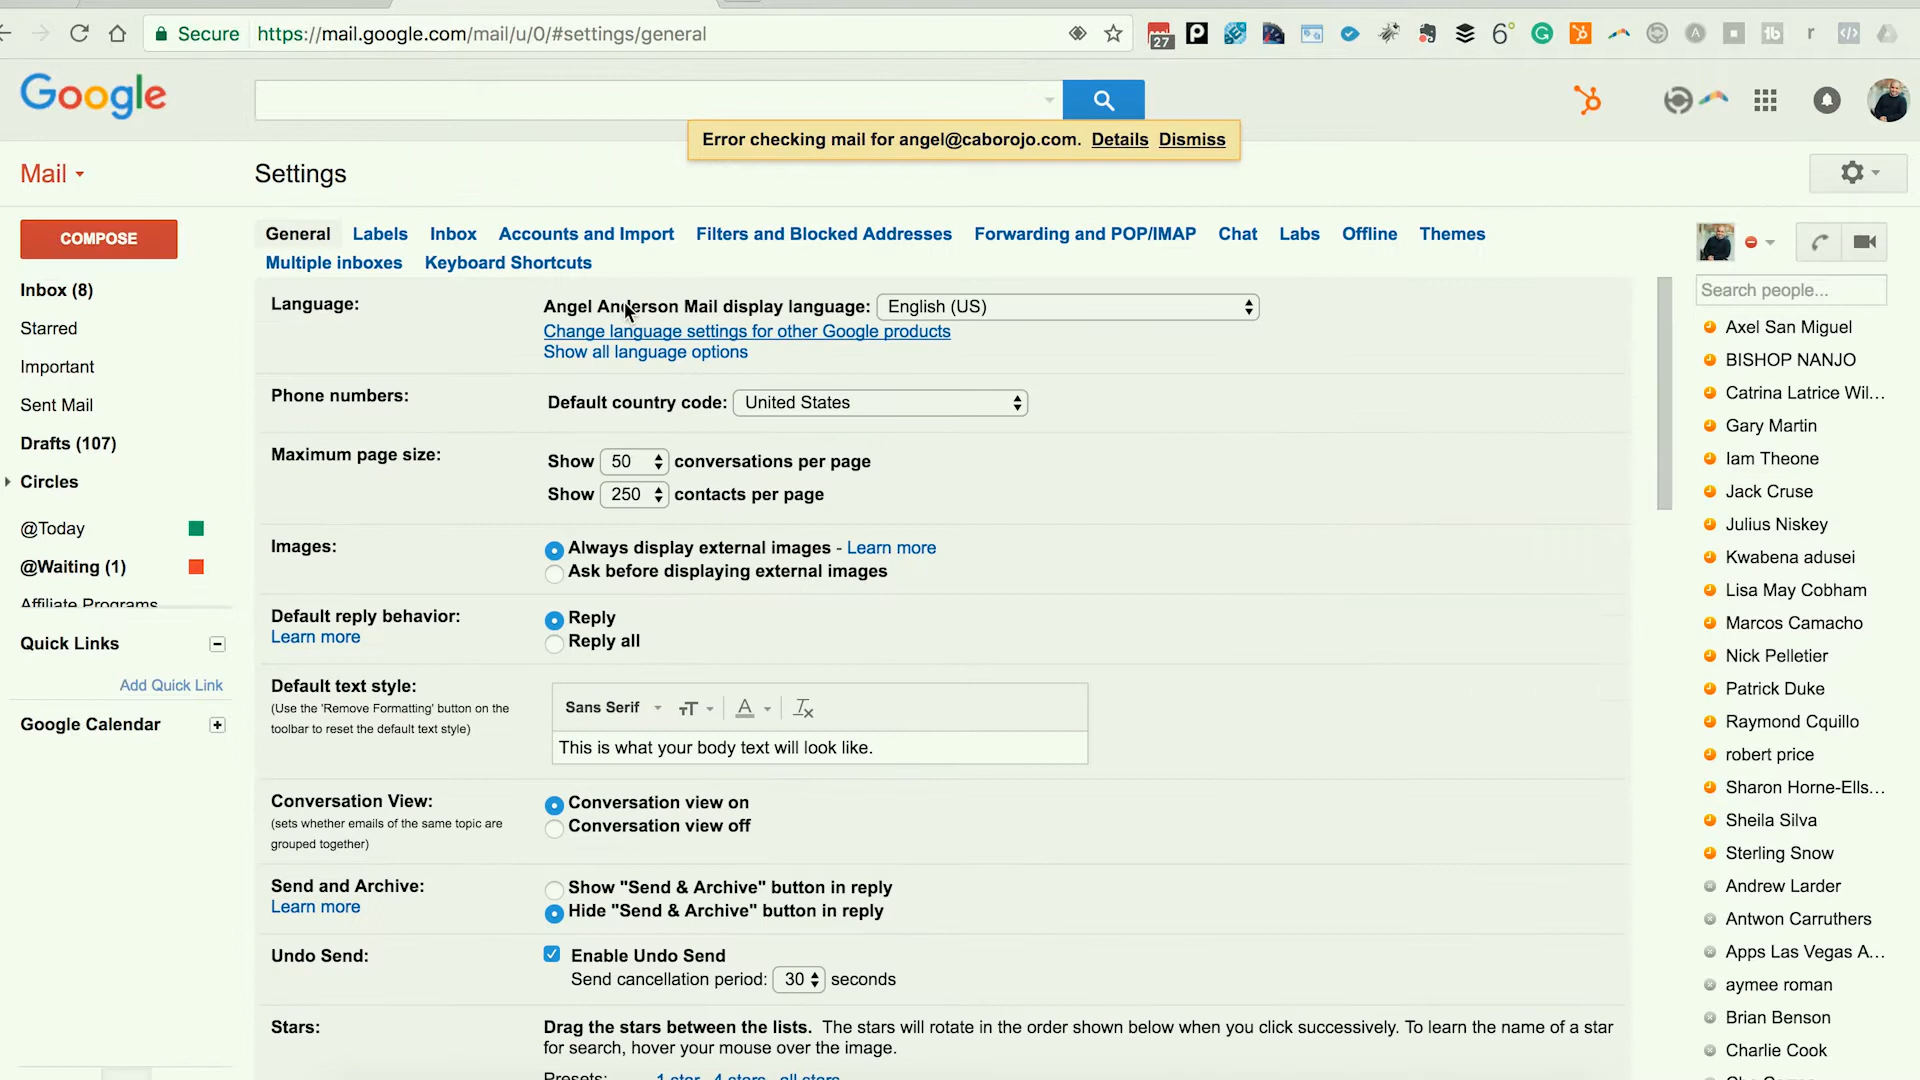 Secure https://mail.google.com/mail/u/0/#settings/general
27
6°
Google
Error checking mail for angel@caborojo.com. Details Dismiss
Mail
Settings
COMPOSE
Inbox (8)
Starred
Important
Sent Mail
Drafts (107)
Circles
@Today
@Waiting (1)
Affiliate Programs
Quick Links
Add Quick Link
Google Calendar
General Labels Inbox Accounts and Import Filters and Blocked Addresses Forwarding and POP/IMAP Chat Labs Offline Themes
Multiple inboxes Keyboard Shortcuts
Language:
Angel Anderson Mail display language: English (US)
Change language settings for other Google products
Show all language options
Phone numbers:
Default country code: United States
Maximum page size:
Show 50 conversations per page
Show 250 contacts per page
Images:
Always display external images - Learn more
Ask before displaying external images
Default reply behavior:
Learn more
Reply
Reply all
Default text style:
(Use the 'Remove Formatting' button on the
toolbar to reset the default text style)
Sans Serif
This is what your body text will look like.
Conversation View:
(sets whether emails of the same topic are
grouped together)
Conversation view on
Conversation view off
Send and Archive:
Learn more
Show "Send & Archive" button in reply
Hide "Send & Archive" button in reply
Undo Send:
Enable Undo Send
Send cancellation period: 30 seconds
Stars:
Drag the stars between the lists. The stars will rotate in the order shown below when you click successively. To learn the name of a star
for search, hover your mouse over the image.
Presets: 1 star 4 stars all stars
Search people...
Axel San Miguel
BISHOP NANJO
Catrina Latrice Wil...
Gary Martin
Iam Theone
Jack Cruse
Julius Niskey
Kwabena adusei
Lisa May Cobham
Marcos Camacho
Nick Pelletier
Patrick Duke
Raymond Cquillo
robert price
Sharon Horne-Ells...
Sheila Silva
Sterling Snow
Andrew Larder
Antwon Carruthers
Apps Las Vegas A...
aymee roman
Brian Benson
Charlie Cook